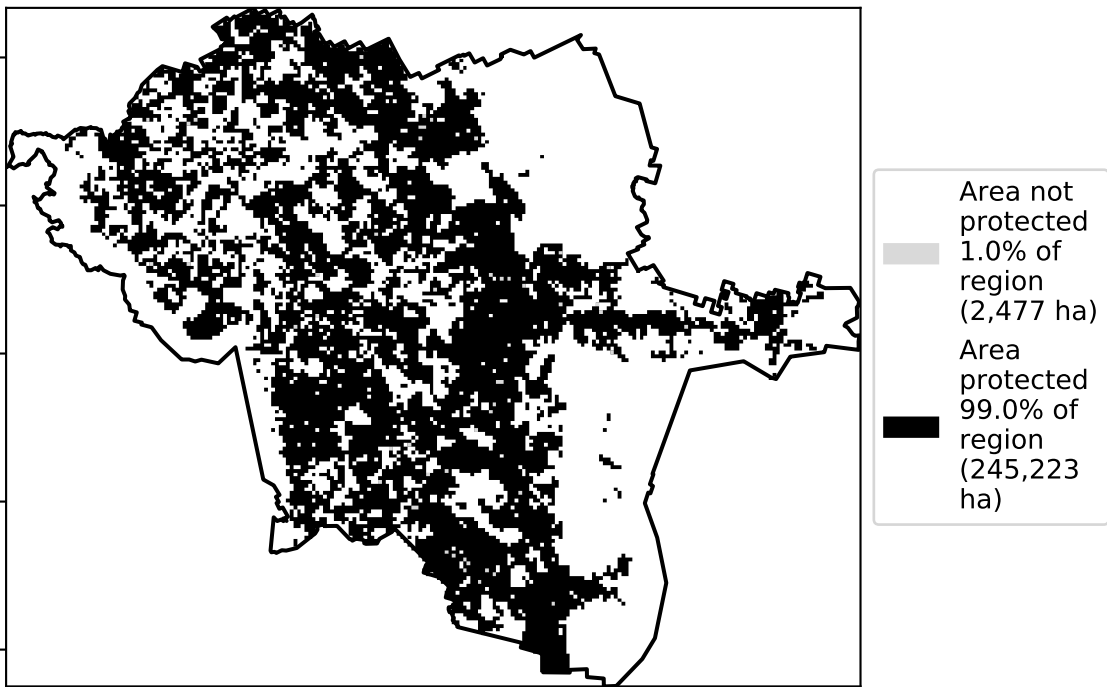 Area not
protected
1.0% of
region
(2,477 ha)
Area
protected
99.0% of
region
(245,223
ha)